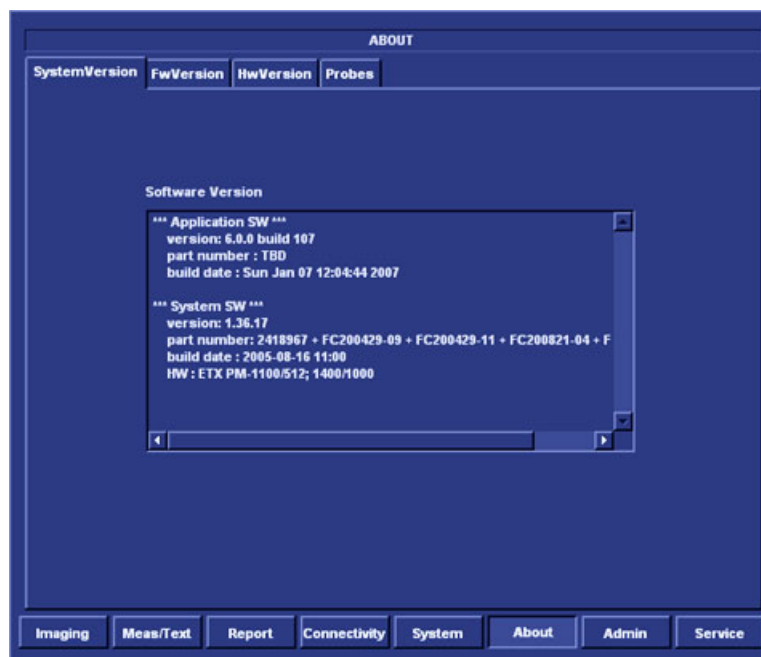 ABOUT
SystemVersion FwVersion HwVersion Probes
Software Version
*** Application SW ***
version: 6.0.0 build 107
part number : TBD
build date : Sun Jan 07 12:04:44 2007
*** System SW ***
version: 1.36.17
part number: 2418967 + FC200429-09 + FC200429-11 + FC200821-04 + F
build date : 2005-08-16 11:00
HW : ETX PM-1100/512; 1400/1000
Imaging Meas/Text Report Connectivity System About Admin Service